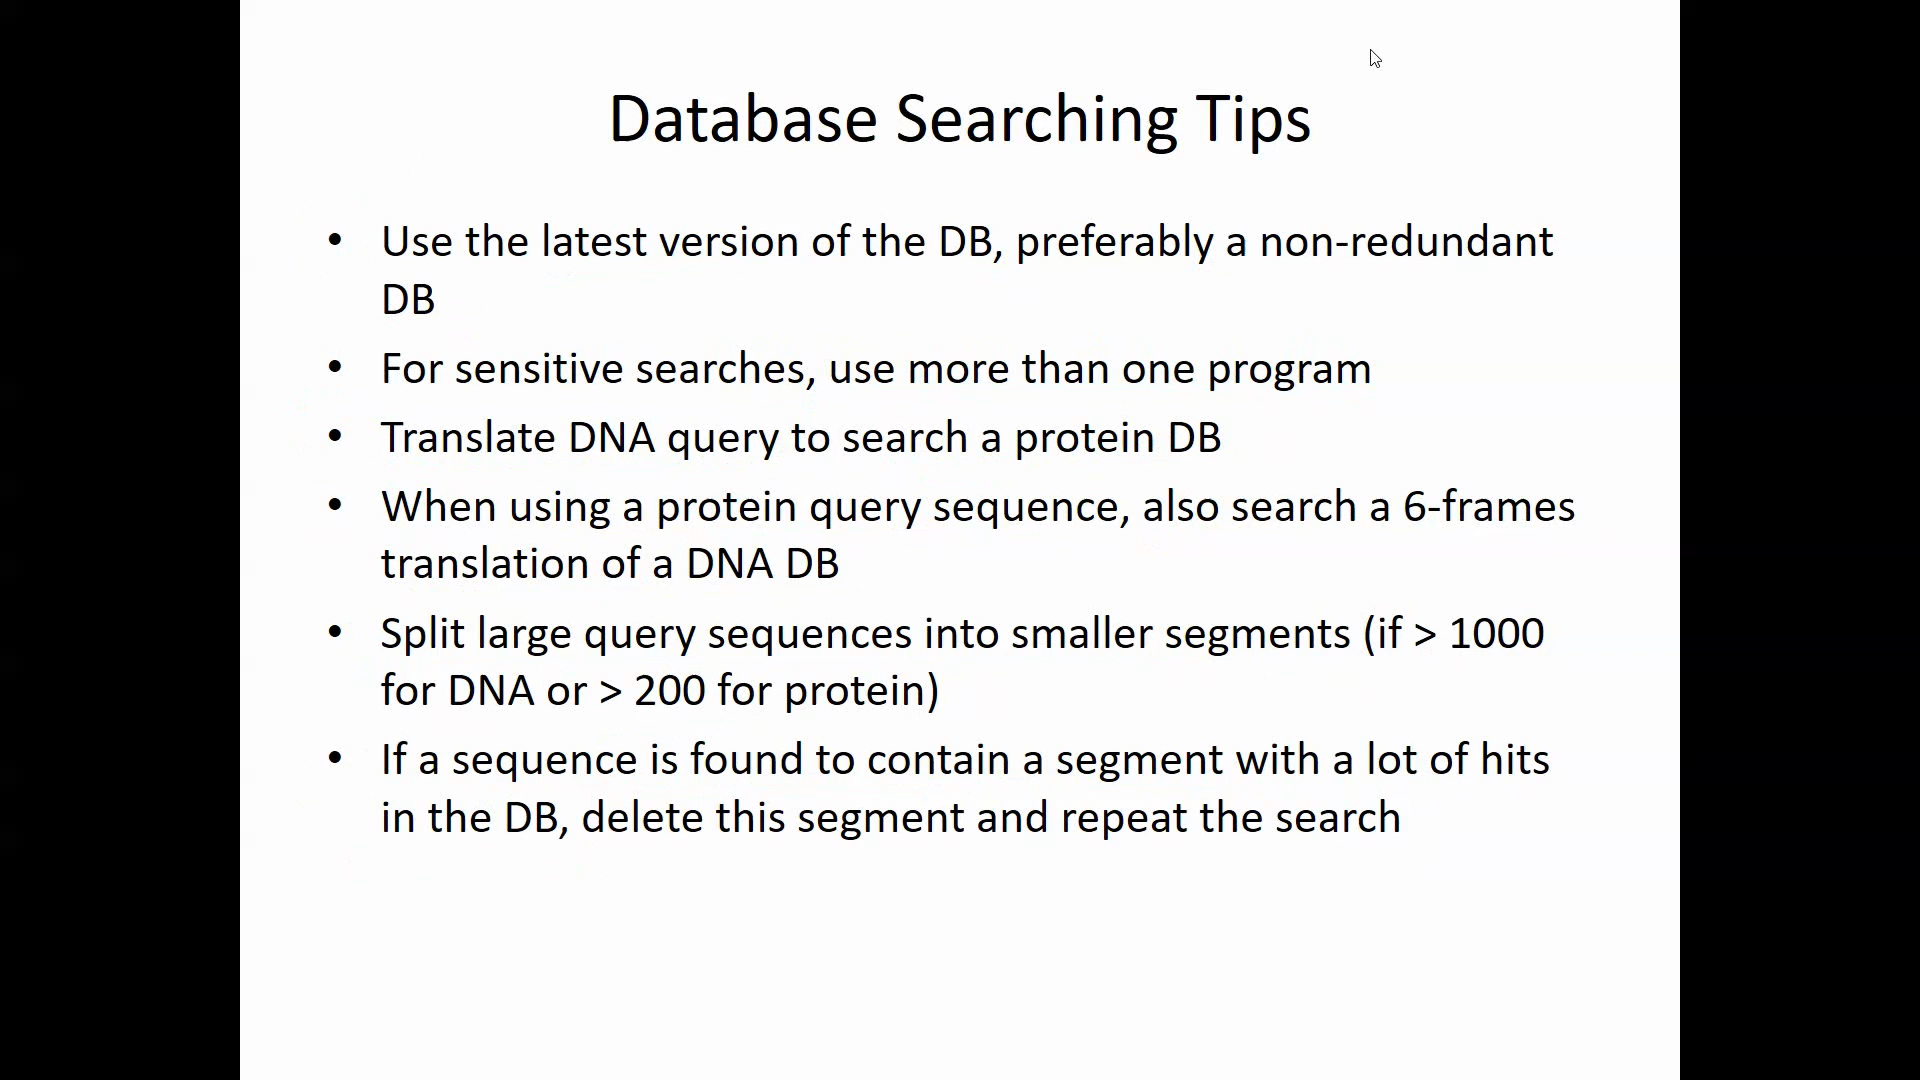 Database Searching Tips
• Use the latest version of the DB, preferably a non-redundant
DB
• For sensitive searches, use more than one program
• Translate DNA query to search a protein DB
• When using a protein query sequence, also search a 6-frames
translation of a DNA DB
• Split large query sequences into smaller segments (if > 1000
for DNA or > 200 for protein)
• If a sequence is found to contain a segment with a lot of hits
in the DB, delete this segment and repeat the search